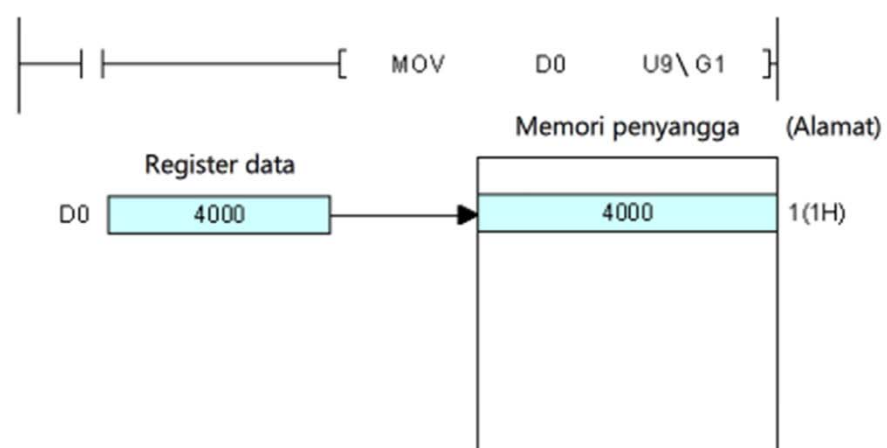 MOV D0 U9\G1
Memori penyangga (Alamat)
Register data
D0 4000 4000 1(1H)